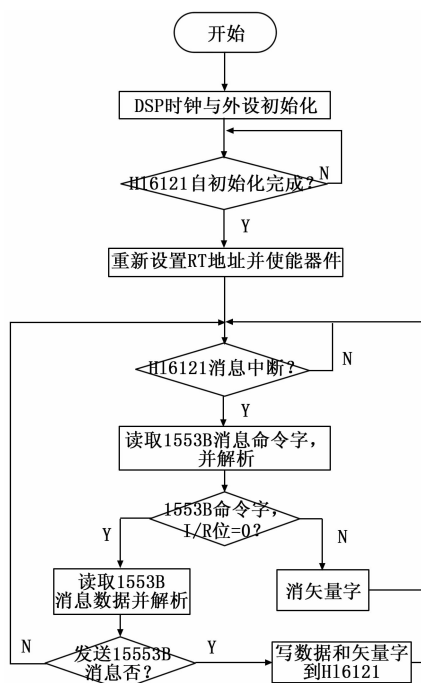 开始
DSP时钟与外设初始化
HI6121自初始化完成?
N
Y
重新设置RT地址并使能器件
HI6121消息中断?
N
Y
读取1553B消息命令字,
并解析
1553B命令字,
I/R位=0?
Y
N
读取1553B
消息数据并解析
消矢量字
N
发送15553B
消息否?
Y
写数据和矢量字
到HI6121